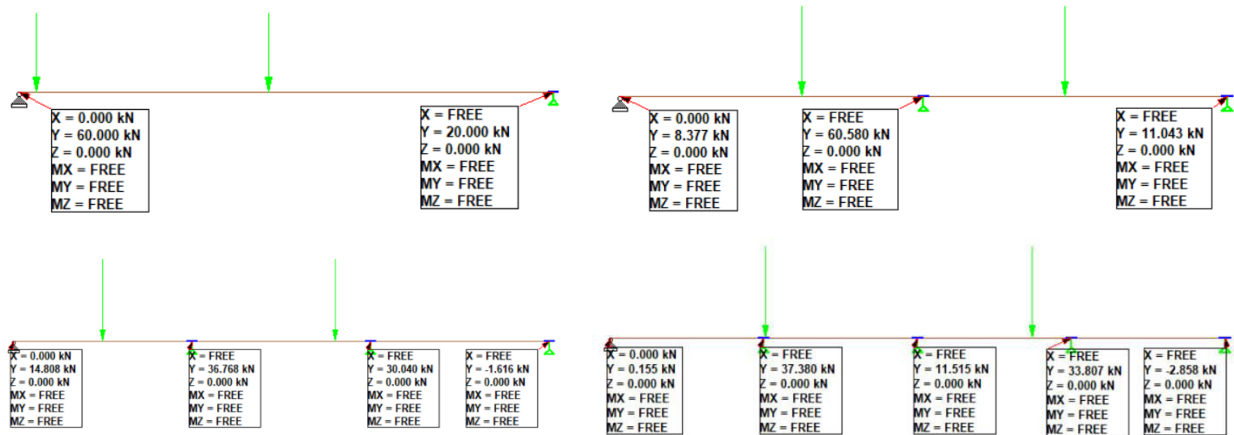 X = 0.000 kN
Y = 60.000 kN
Z = 0.000 kN
MX = FREE
MY = FREE
MZ = FREE
X = FREE
Y = 20.000 kN
Z = 0.000 kN
MX = FREE
MY = FREE
MZ = FREE
X = 0.000 kN
Y = 8.377 kN
Z = 0.000 kN
MX = FREE
MY = FREE
MZ = FREE
X = FREE
Y = 60.580 kN
Z = 0.000 kN
MX = FREE
MY = FREE
MZ = FREE
X = FREE
Y = 11.043 kN
Z = 0.000 kN
MX = FREE
MY = FREE
MZ = FREE
X = 0.000 kN
Y = 14.808 kN
Z = 0.000 kN
MX = FREE
MY = FREE
MZ = FREE
X = FREE
Y = 36.768 kN
Z = 0.000 kN
MX = FREE
MY = FREE
MZ = FREE
X = FREE
Y = 30.040 kN
Z = 0.000 kN
MX = FREE
MY = FREE
MZ = FREE
X = FREE
Y = -1.616 kN
Z = 0.000 kN
MX = FREE
MY = FREE
MZ = FREE
X = 0.000 kN
Y = 0.155 kN
Z = 0.000 kN
MX = FREE
MY = FREE
MZ = FREE
X = FREE
Y = 37.380 kN
Z = 0.000 kN
MX = FREE
MY = FREE
MZ = FREE
X = FREE
Y = 11.515 kN
Z = 0.000 kN
MX = FREE
MY = FREE
MZ = FREE
X = FREE
Y = 33.807 kN
Z = 0.000 kN
MX = FREE
MY = FREE
MZ = FREE
X = FREE
Y = -2.858 kN
Z = 0.000 kN
MX = FREE
MY = FREE
MZ = FREE